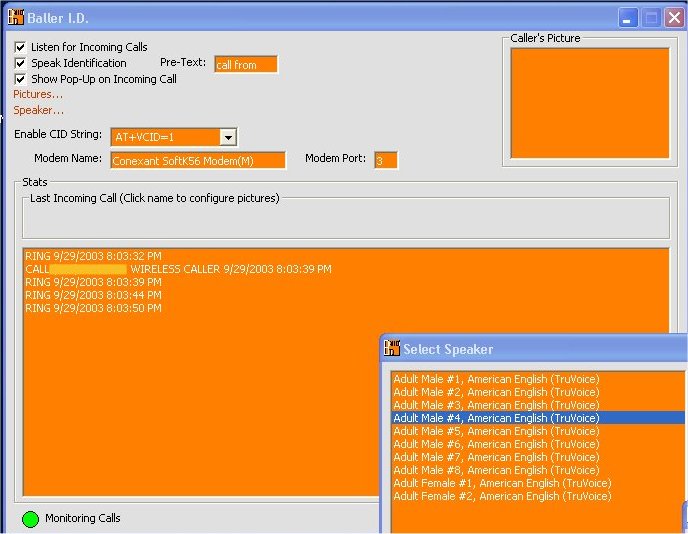 Baller I.D.
Listen for Incoming Calls
Speak Identification Pre-Text: call from
Show Pop-Up on Incoming Call
Pictures...
Speaker...
Caller's Picture
Enable CID String: AT+VCID=1
Modem Name: Conexant SoftK56 Modem(M) Modem Port: 3
Stats
Last Incoming Call (Click name to configure pictures)
RING 9/29/2003 8:03:32 PM
CALL WIRELESS CALLER 9/29/2003 8:03:39 PM
RING 9/29/2003 8:03:39 PM
RING 9/29/2003 8:03:44 PM
RING 9/29/2003 8:03:50 PM
Monitoring Calls
Select Speaker
Adult Male #1, American English (TruVoice)
Adult Male #2, American English (TruVoice)
Adult Male #3, American English (TruVoice)
Adult Male #4, American English (TruVoice)
Adult Male #5, American English (TruVoice)
Adult Male #6, American English (TruVoice)
Adult Male #7, American English (TruVoice)
Adult Male #8, American English (TruVoice)
Adult Female #1, American English (TruVoice)
Adult Female #2, American English (TruVoice)